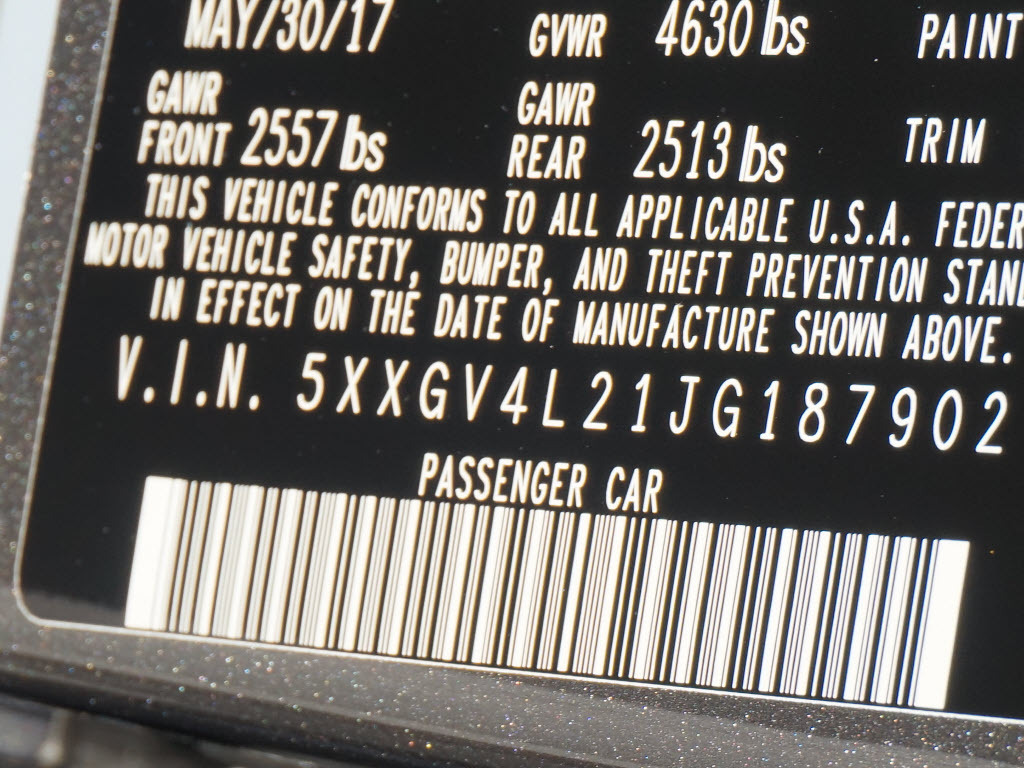 MAY/30/17 GVWR 4630 lbs PAINT
GAWR GAWR
FRONT 2557 lbs REAR 2513 lbs TRIM
THIS VEHICLE CONFORMS TO ALL APPLICABLE U.S.A. FEDER
MOTOR VEHICLE SAFETY, BUMPER, AND THEFT PREVENTION STAND
IN EFFECT ON THE DATE OF MANUFACTURE SHOWN ABOVE.
V.I.N. 5XXGV4L21JG187902
PASSENGER CAR